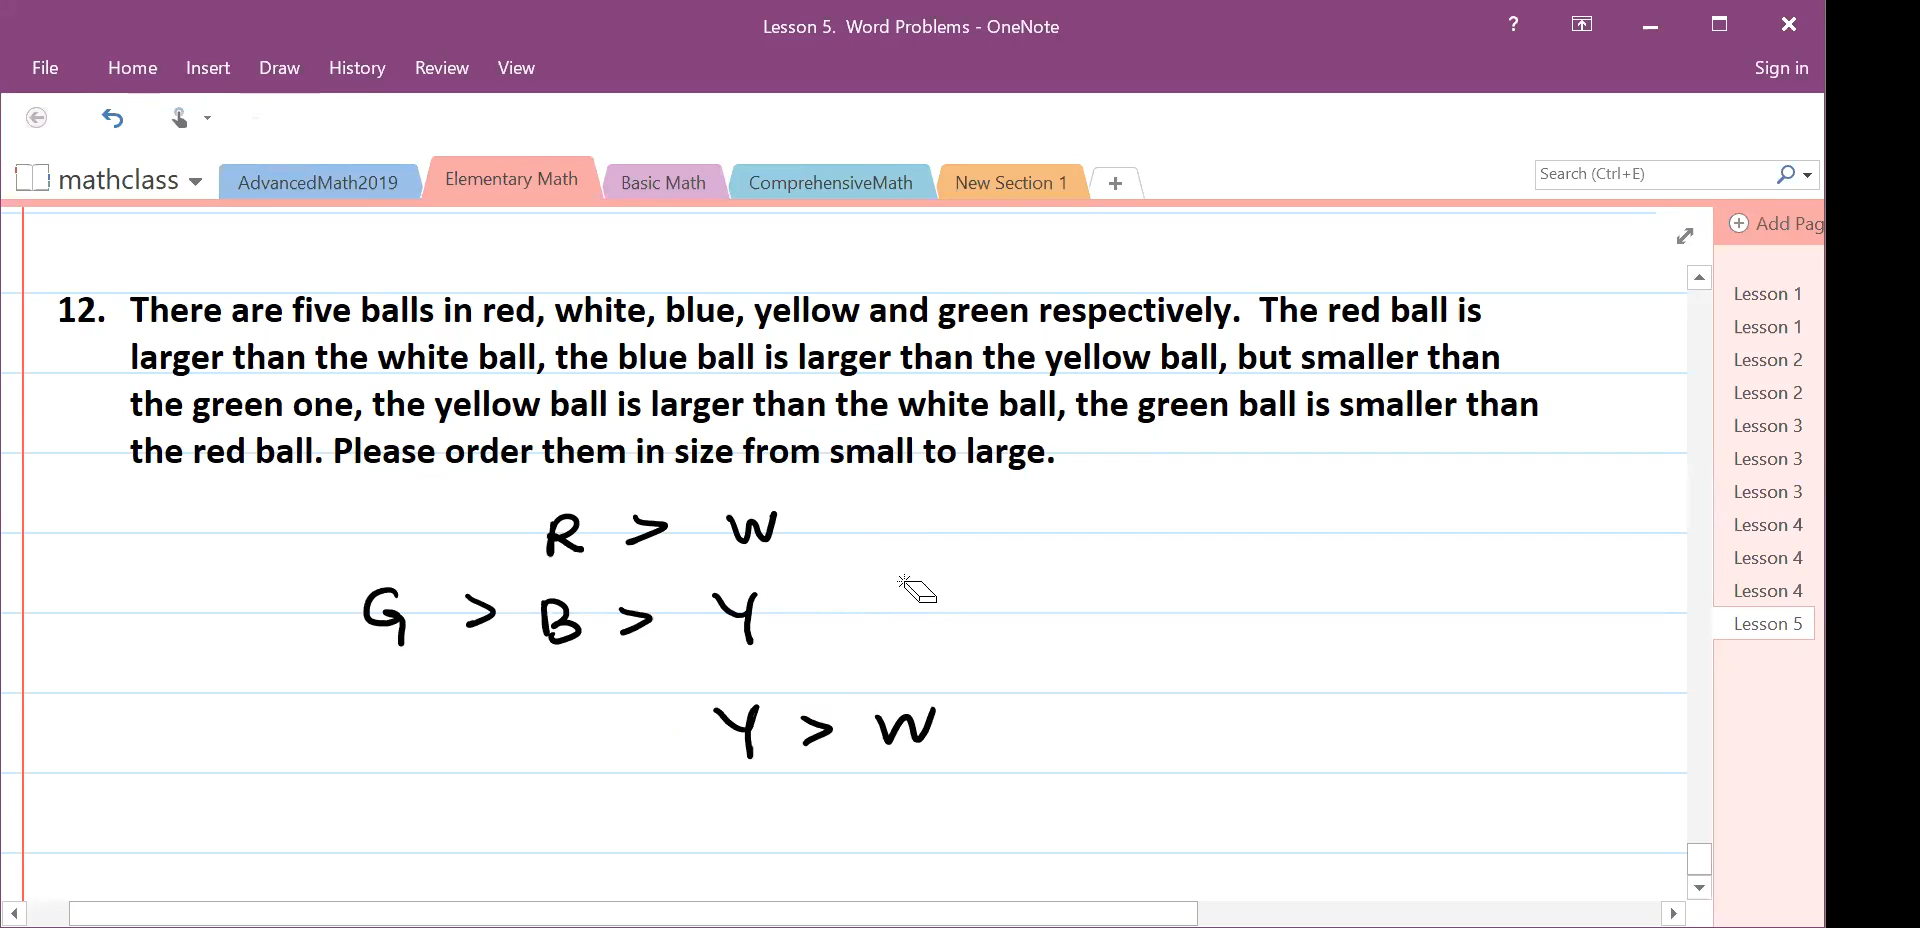 Lesson 5.  Word Problems - OneNote
?
File Home Insert Draw History Review View Sign in
mathclass AdvancedMath2019 Elementary Math Basic Math ComprehensiveMath New Section 1 + Search (Ctrl+E)
Add Pag
12. There are five balls in red, white, blue, yellow and green respectively.  The red ball is
larger than the white ball, the blue ball is larger than the yellow ball, but smaller than
the green one, the yellow ball is larger than the white ball, the green ball is smaller than
the red ball. Please order them in size from small to large.
R > W
G > B > Y
Y > W
Lesson 1
Lesson 1
Lesson 2
Lesson 2
Lesson 3
Lesson 3
Lesson 3
Lesson 4
Lesson 4
Lesson 4
Lesson 5